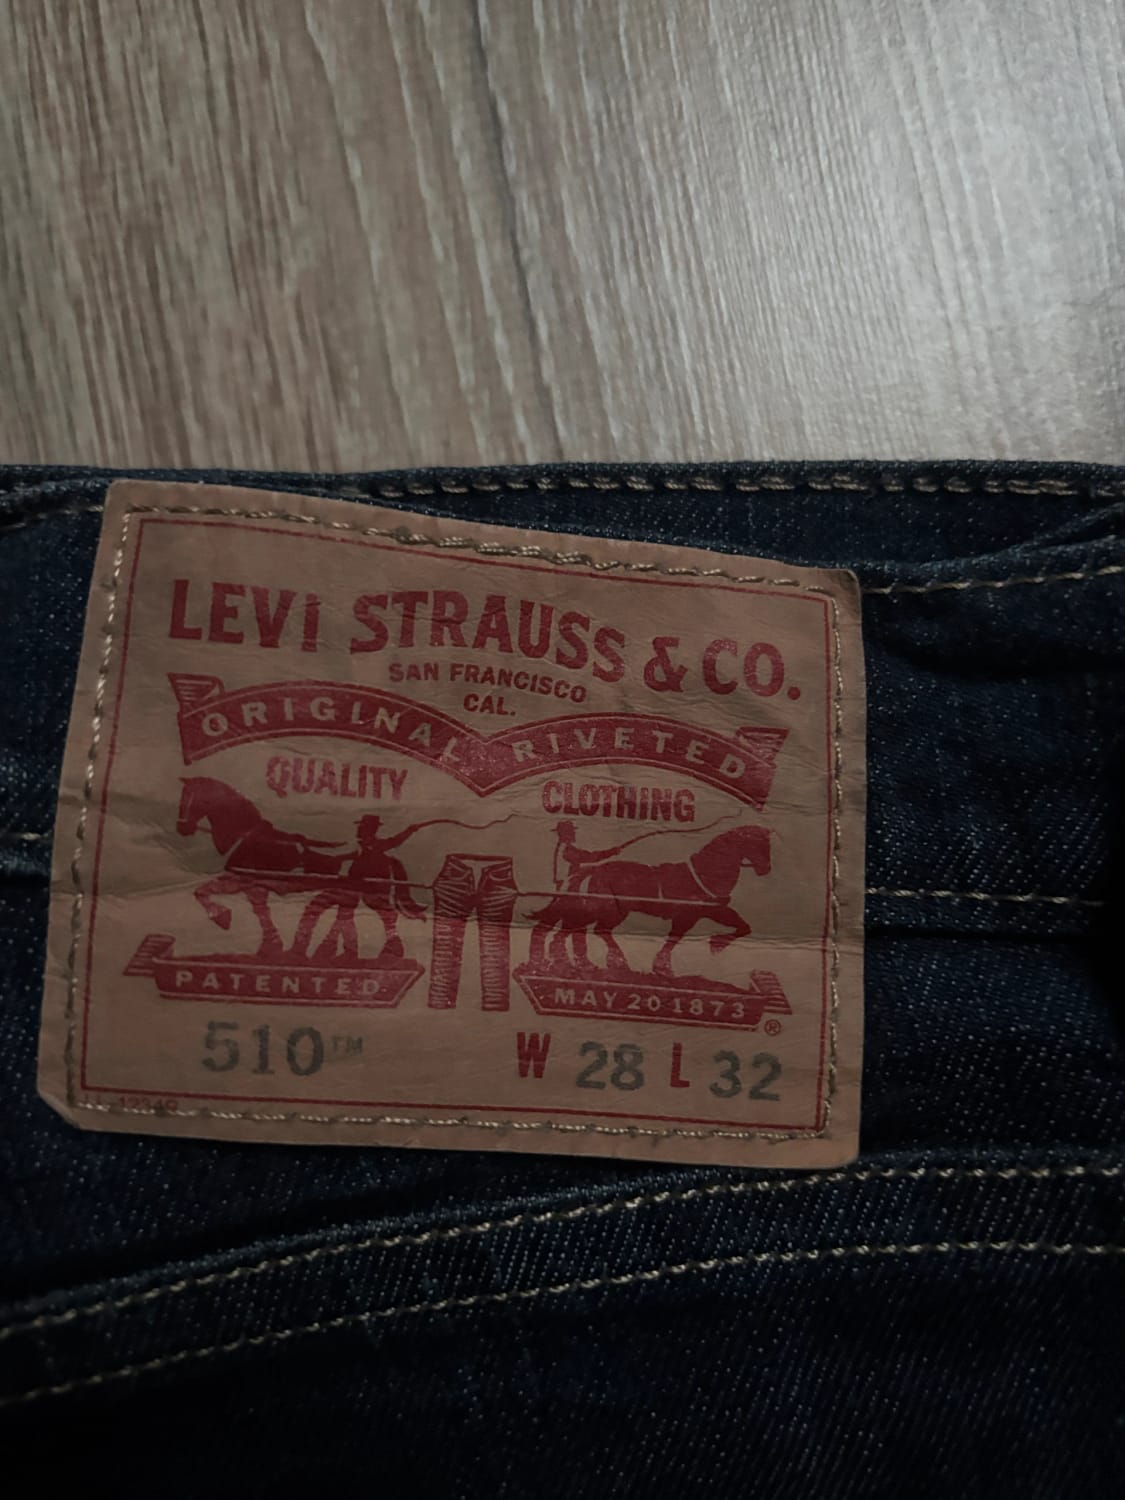 LEVI STRAUSS & CO.
SAN FRANCISCO
CAL.
ORIGINAL RIVETED
QUALITY CLOTHING
PATENTED MAY 20 1873 ®
510™ W 28 L 32